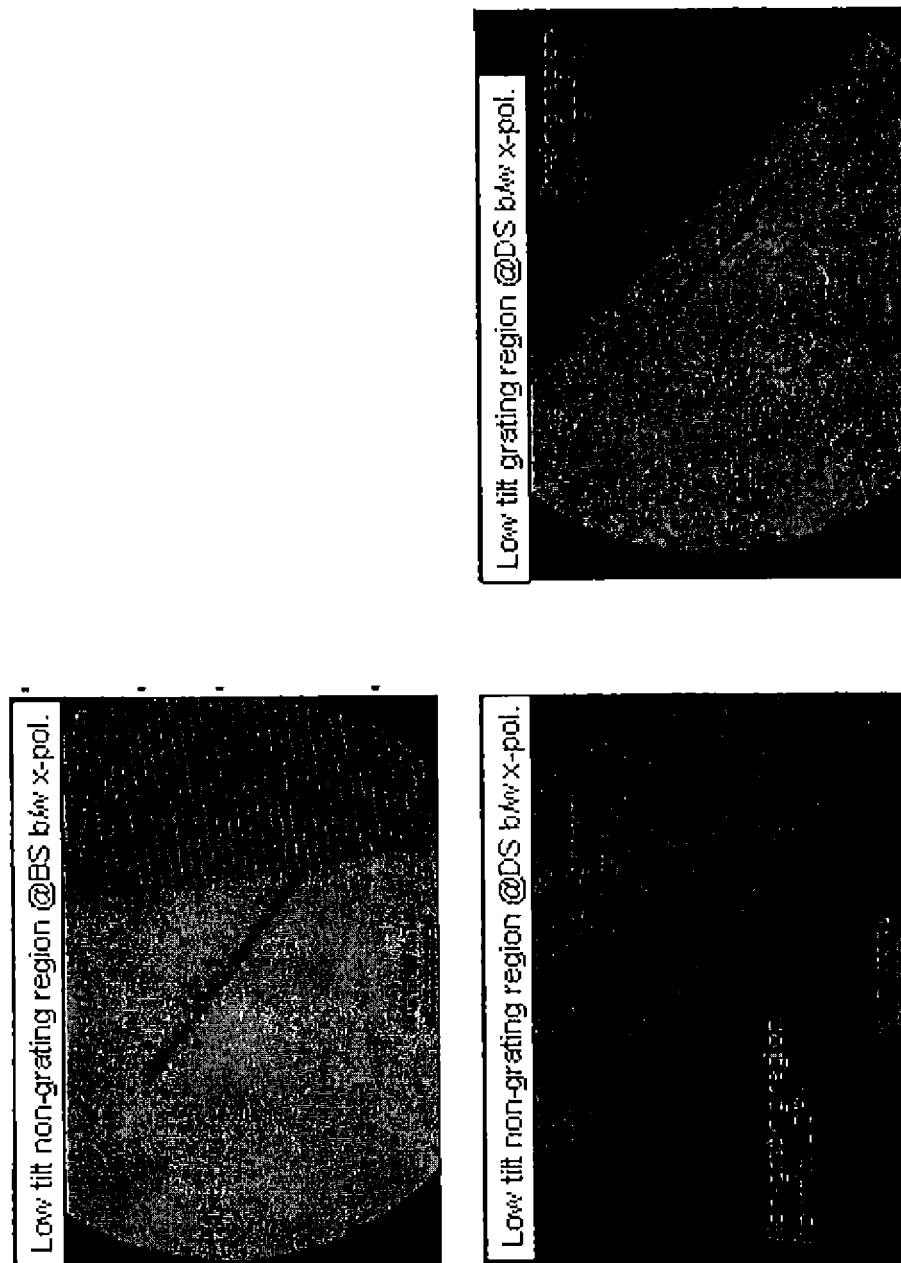 Low tilt non-grating region @BS b/w x-pol.
Low tilt non-grating region @DS b/w x-pol.
Low tilt grating region @DS b/w x-pol.